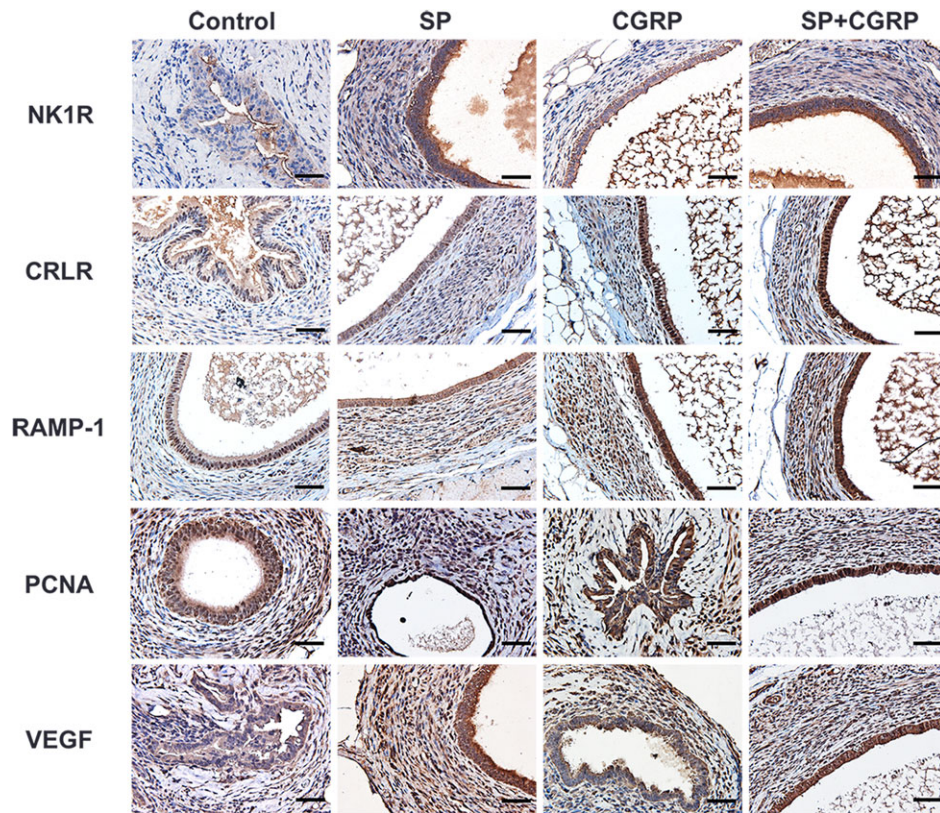 Control SP CGRP SP+CGRP
NK1R
CRLR
RAMP-1
PCNA
VEGF